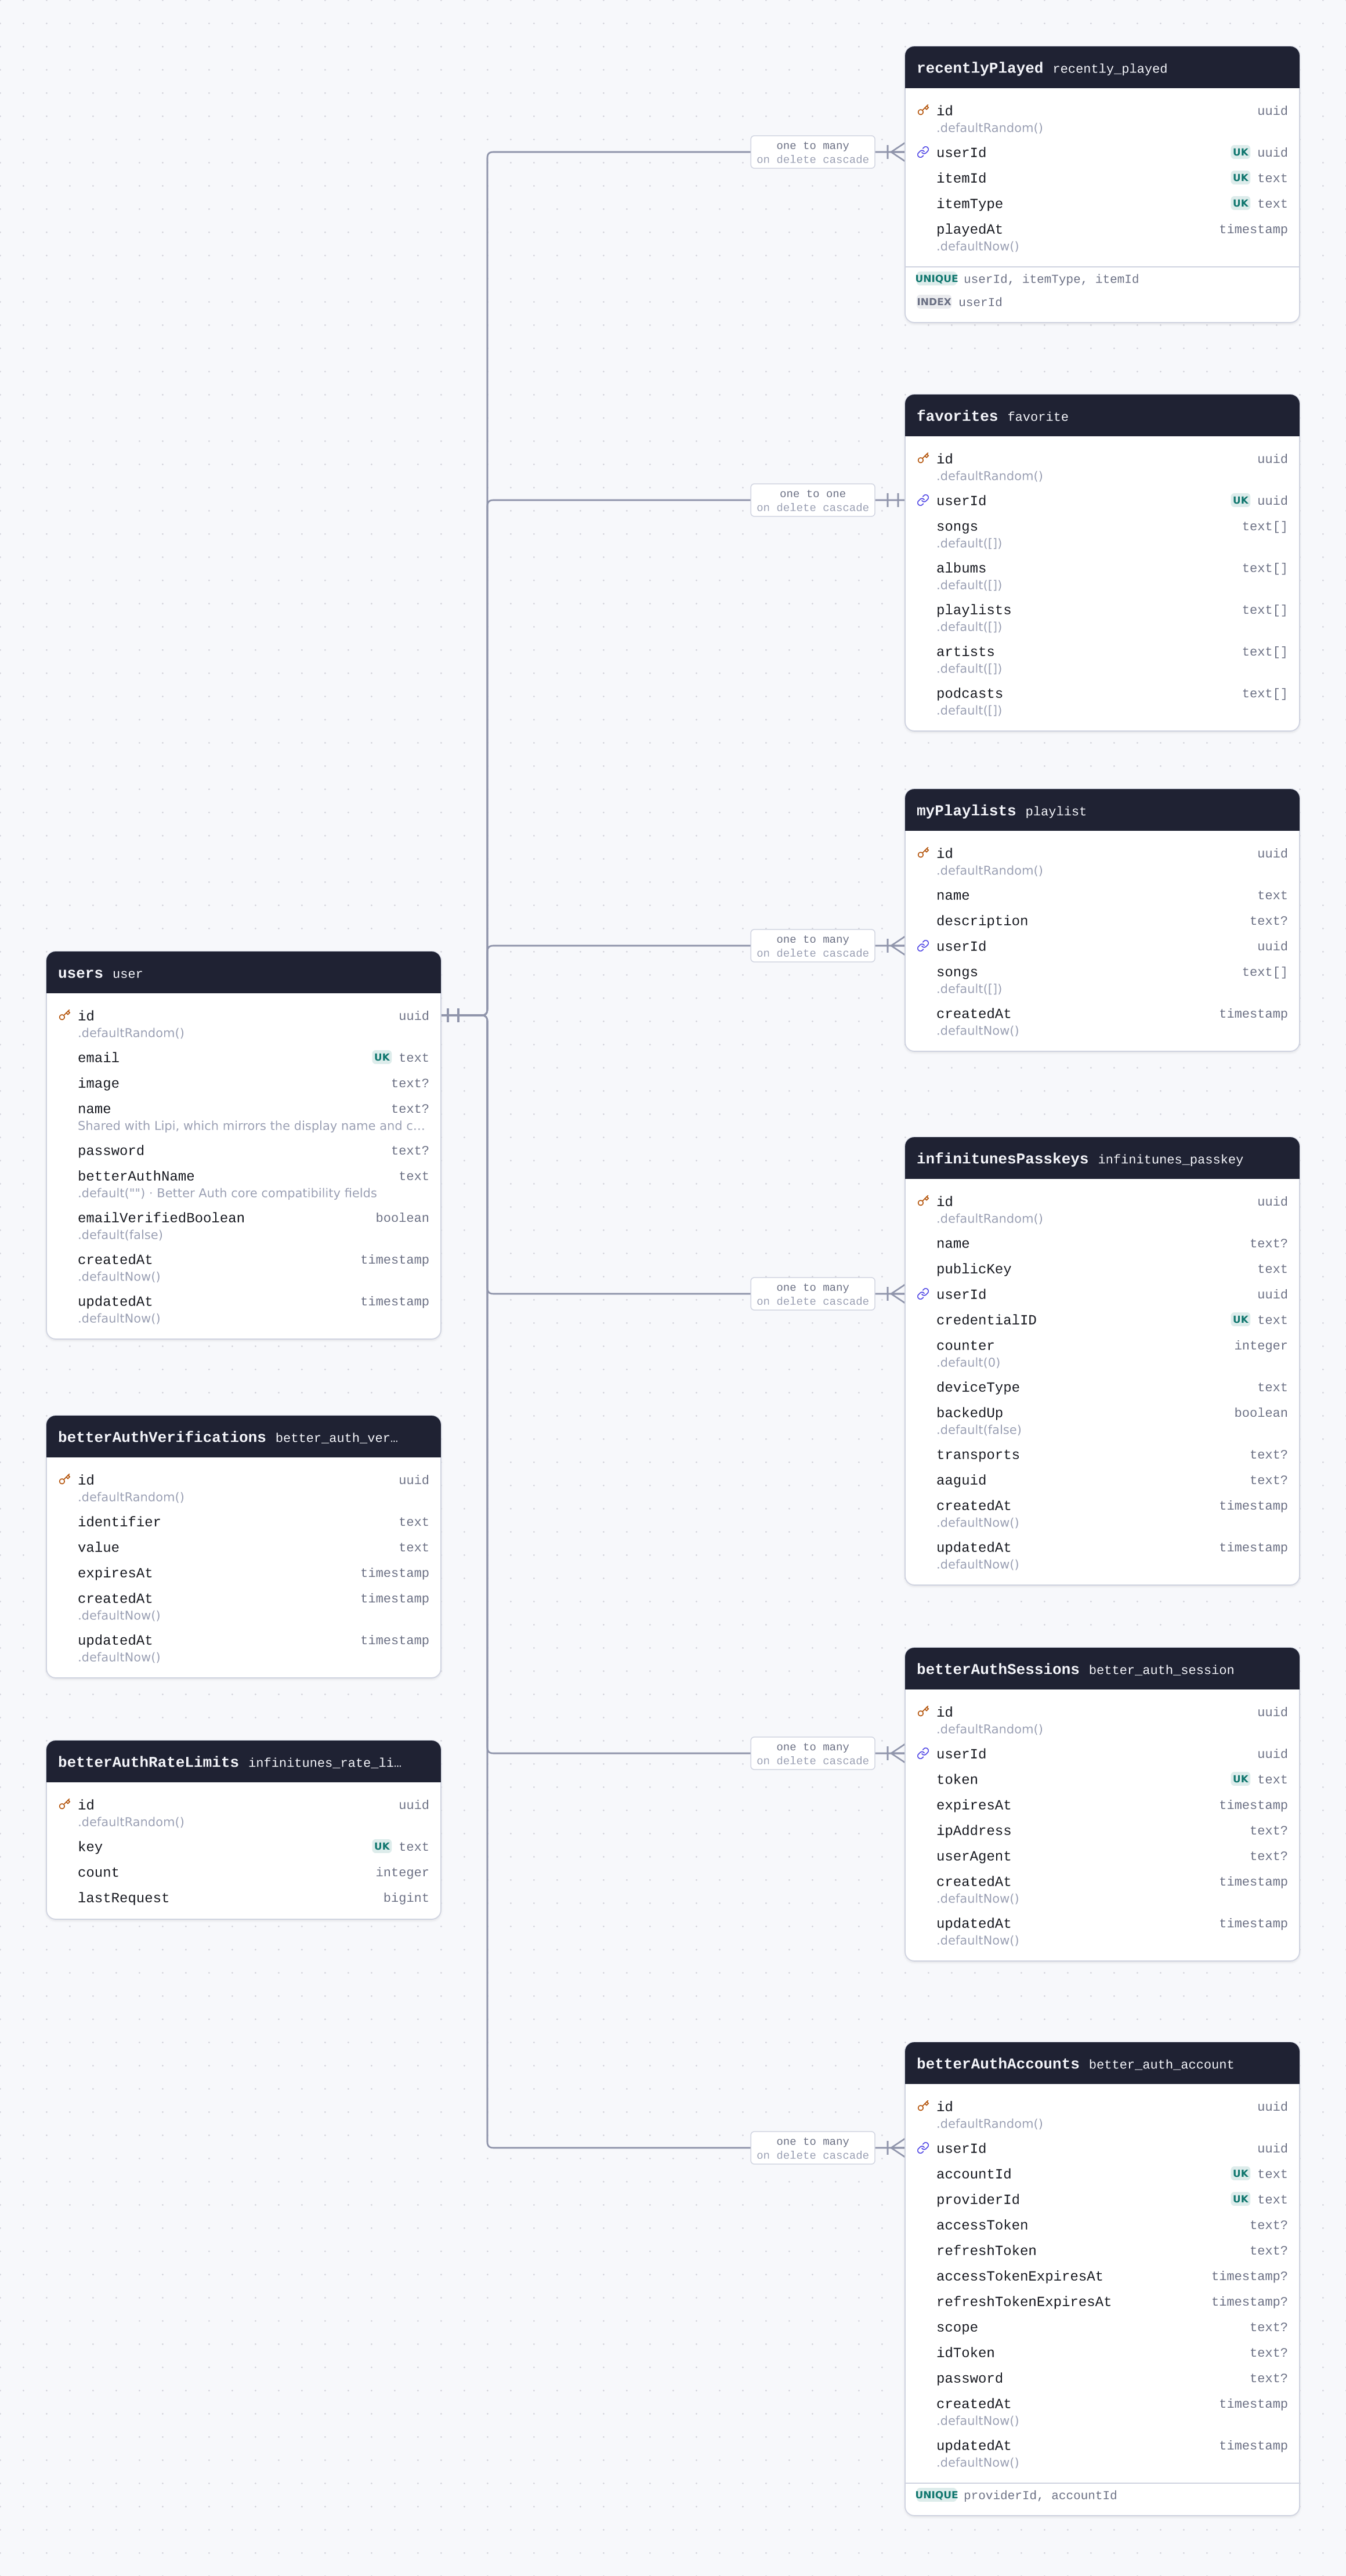 recentlyPlayed recently_played
id uuid
.defaultRandom()
userId UK uuid
itemId UK text
itemType UK text
playedAt timestamp
.defaultNow()
UNIQUE userId, itemType, itemId
INDEX userId
one to many
on delete cascade
favorites favorite
id uuid
.defaultRandom()
userId UK uuid
songs text[]
.default([])
albums text[]
.default([])
playlists text[]
.default([])
artists text[]
.default([])
podcasts text[]
.default([])
one to one
on delete cascade
myPlaylists playlist
id uuid
.defaultRandom()
name text
description text?
userId uuid
songs text[]
.default([])
createdAt timestamp
.defaultNow()
one to many
on delete cascade
users user
id uuid
.defaultRandom()
email UK text
image text?
name text?
Shared with Lipi, which mirrors the display name and c…
password text?
betterAuthName text
.default("") · Better Auth core compatibility fields
emailVerifiedBoolean boolean
.default(false)
createdAt timestamp
.defaultNow()
updatedAt timestamp
.defaultNow()
infinitunesPasskeys infinitunes_passkey
id uuid
.defaultRandom()
name text?
publicKey text
userId uuid
credentialID UK text
counter integer
.default(0)
deviceType text
backedUp boolean
.default(false)
transports text?
aaguid text?
createdAt timestamp
.defaultNow()
updatedAt timestamp
.defaultNow()
one to many
on delete cascade
betterAuthVerifications better_auth_ver…
id uuid
.defaultRandom()
identifier text
value text
expiresAt timestamp
createdAt timestamp
.defaultNow()
updatedAt timestamp
.defaultNow()
betterAuthSessions better_auth_session
id uuid
.defaultRandom()
userId uuid
token UK text
expiresAt timestamp
ipAddress text?
userAgent text?
createdAt timestamp
.defaultNow()
updatedAt timestamp
.defaultNow()
one to many
on delete cascade
betterAuthRateLimits infinitunes_rate_li…
id uuid
.defaultRandom()
key UK text
count integer
lastRequest bigint
betterAuthAccounts better_auth_account
id uuid
.defaultRandom()
userId uuid
accountId UK text
providerId UK text
accessToken text?
refreshToken text?
accessTokenExpiresAt timestamp?
refreshTokenExpiresAt timestamp?
scope text?
idToken text?
password text?
createdAt timestamp
.defaultNow()
updatedAt timestamp
.defaultNow()
UNIQUE providerId, accountId
one to many
on delete cascade